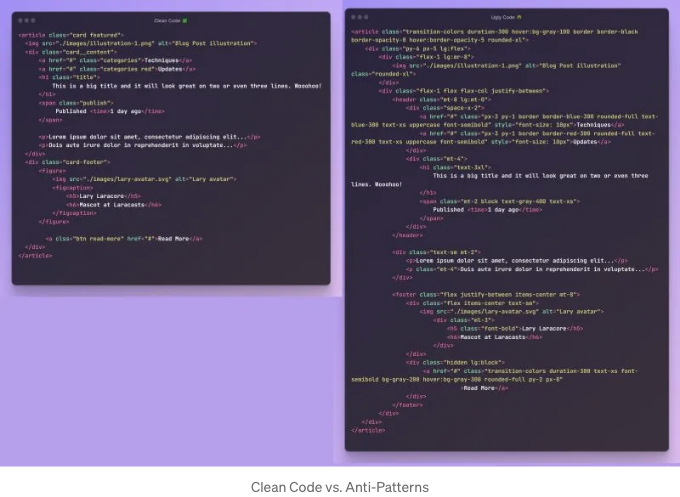 Clean Code
<article class="card featured">
<img src="./images/illustration-1.png" alt="Blog Post illustration">
<div class="card__content">
<a href="#" class="categories">Techniques</a>
<a href="#" class="categories red">Updates</a>
<h1 class="title">
This is a big title and it will look great on two or even three lines. Wooohoo!
</h1>
<span class="publish">
Published <time>1 day ago</time>
</span>
<p>Lorem ipsum dolor sit amet, consectetur adipiscing elit...</p>
<p>Duis aute irure dolor in reprehenderit in voluptate...</p>
</div>
<div class="card-footer">
<figure>
<img src="./images/lary-avatar.svg" alt="Lary avatar">
<figcaption>
<h5>Lary Laracore</h5>
<h6>Mascot at Laracasts</h6>
</figcaption>
</figure>
<a class="btn read-more" href="#">Read More</a>
</div>
</article>
Ugly Code
<article class="transition-colors duration-300 hover:bg-gray-100 border border-black
border-opacity-0 hover:border-opacity-5 rounded-xl">
<div class="py-6 px-5 lg:flex">
<div class="flex-1 lg:mr-8">
<img src="./images/illustration-1.png" alt="Blog Post illustration"
class="rounded-xl">
</div>
<div class="flex-1 flex flex-col justify-between">
<header class="mt-8 lg:mt-0">
<div class="space-x-2">
<a href="#" class="px-3 py-1 border border-blue-300 rounded-full text-
blue-300 text-xs uppercase font-semibold" style="font-size: 10px">Techniques</a>
<a href="#" class="px-3 py-1 border border-red-300 rounded-full text-
red-300 text-xs uppercase font-semibold" style="font-size: 10px">Updates</a>
</div>
<div class="mt-4">
<h1 class="text-3xl">
This is a big title and it will look great on two or even three
lines. Wooohoo!
</h1>
<span class="mt-2 block text-gray-400 text-xs">
Published <time>1 day ago</time>
</span>
</div>
</header>
<div class="text-sm mt-2">
<p>Lorem ipsum dolor sit amet, consectetur adipiscing elit...</p>
<p class="mt-4">Duis aute irure dolor in reprehenderit in voluptate...</p>
</div>
<footer class="flex justify-between items-center mt-8">
<div class="flex items-center text-sm">
<img src="./images/lary-avatar.svg" alt="Lary avatar">
<div class="ml-3">
<h5 class="font-bold">Lary Laracore</h5>
<h6>Mascot at Laracasts</h6>
</div>
</div>
<div class="hidden lg:block">
<a href="#" class="transition-colors duration-300 text-xs font-
semibold bg-gray-200 hover:bg-gray-300 rounded-full py-2 px-8"
>Read More</a>
</div>
</footer>
</div>
</div>
</article>
Clean Code vs. Anti-Patterns